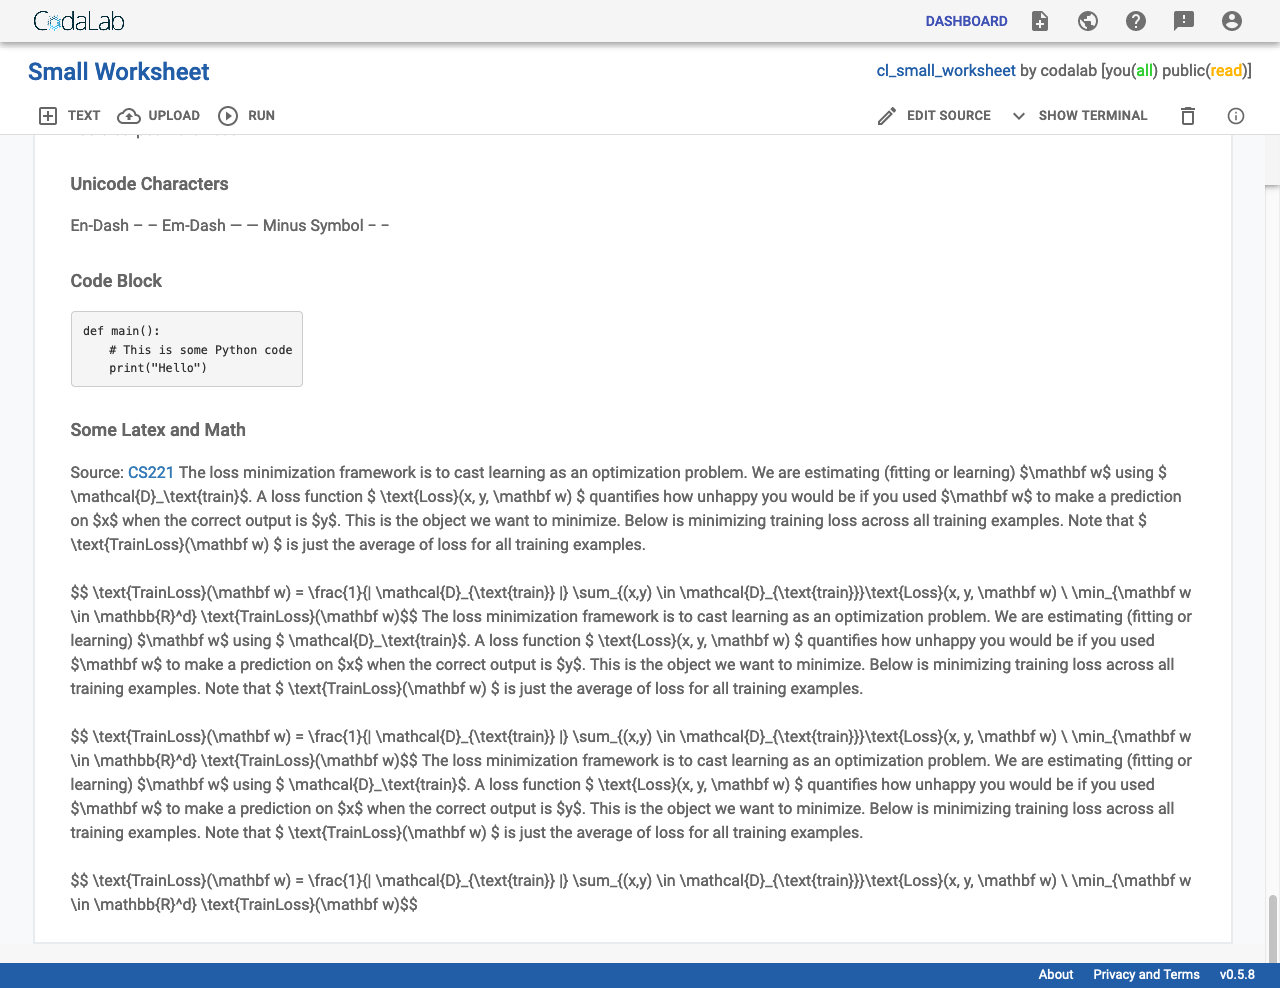 CodaLab
DASHBOARD
Small Worksheet
cl_small_worksheet by codalab [you(all) public(read)]
TEXT UPLOAD RUN
EDIT SOURCE SHOW TERMINAL
Unicode Characters
En-Dash – – Em-Dash — — Minus Symbol − −
Code Block
def main():
    # This is some Python code
    print("Hello")
Some Latex and Math
Source: CS221 The loss minimization framework is to cast learning as an optimization problem. We are estimating (fitting or learning) $\mathbf w$ using $
\mathcal{D}_\text{train}$. A loss function $ \text{Loss}(x, y, \mathbf w) $ quantifies how unhappy you would be if you used $\mathbf w$ to make a prediction
on $x$ when the correct output is $y$. This is the object we want to minimize. Below is minimizing training loss across all training examples. Note that $
\text{TrainLoss}(\mathbf w) $ is just the average of loss for all training examples.
$$ \text{TrainLoss}(\mathbf w) = \frac{1}{| \mathcal{D}_{\text{train}} |} \sum_{(x,y) \in \mathcal{D}_{\text{train}}}\text{Loss}(x, y, \mathbf w) \ \min_{\mathbf w
\in \mathbb{R}^d} \text{TrainLoss}(\mathbf w)$$ The loss minimization framework is to cast learning as an optimization problem. We are estimating (fitting or
learning) $\mathbf w$ using $ \mathcal{D}_\text{train}$. A loss function $ \text{Loss}(x, y, \mathbf w) $ quantifies how unhappy you would be if you used
$\mathbf w$ to make a prediction on $x$ when the correct output is $y$. This is the object we want to minimize. Below is minimizing training loss across all
training examples. Note that $ \text{TrainLoss}(\mathbf w) $ is just the average of loss for all training examples.
$$ \text{TrainLoss}(\mathbf w) = \frac{1}{| \mathcal{D}_{\text{train}} |} \sum_{(x,y) \in \mathcal{D}_{\text{train}}}\text{Loss}(x, y, \mathbf w) \ \min_{\mathbf w
\in \mathbb{R}^d} \text{TrainLoss}(\mathbf w)$$ The loss minimization framework is to cast learning as an optimization problem. We are estimating (fitting or
learning) $\mathbf w$ using $ \mathcal{D}_\text{train}$. A loss function $ \text{Loss}(x, y, \mathbf w) $ quantifies how unhappy you would be if you used
$\mathbf w$ to make a prediction on $x$ when the correct output is $y$. This is the object we want to minimize. Below is minimizing training loss across all
training examples. Note that $ \text{TrainLoss}(\mathbf w) $ is just the average of loss for all training examples.
$$ \text{TrainLoss}(\mathbf w) = \frac{1}{| \mathcal{D}_{\text{train}} |} \sum_{(x,y) \in \mathcal{D}_{\text{train}}}\text{Loss}(x, y, \mathbf w) \ \min_{\mathbf w
\in \mathbb{R}^d} \text{TrainLoss}(\mathbf w)$$
About Privacy and Terms v0.5.8